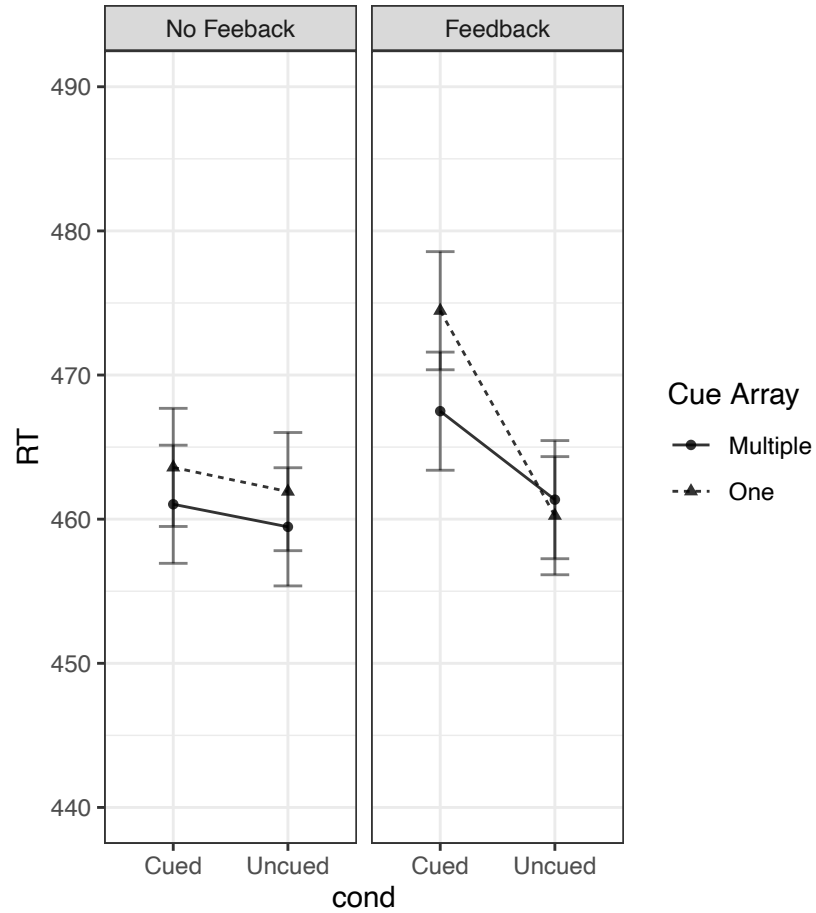 No Feeback
Feedback
490
480
470
460
450
440
RT
Cued
Uncued
Cued
Uncued
cond
Cue Array
Multiple
One